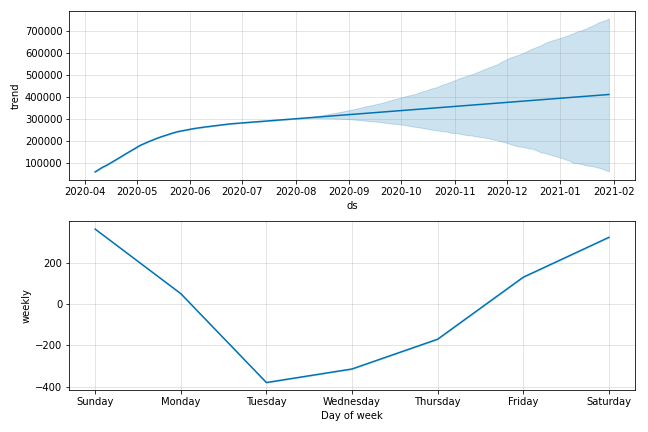 700000
600000
500000
400000
300000
200000
100000
trend
2020-04 2020-05 2020-06 2020-07 2020-08 2020-09 2020-10 2020-11 2020-12 2021-01 2021-02
ds
200
0
−200
−400
weekly
Sunday Monday Tuesday Wednesday Thursday Friday Saturday
Day of week